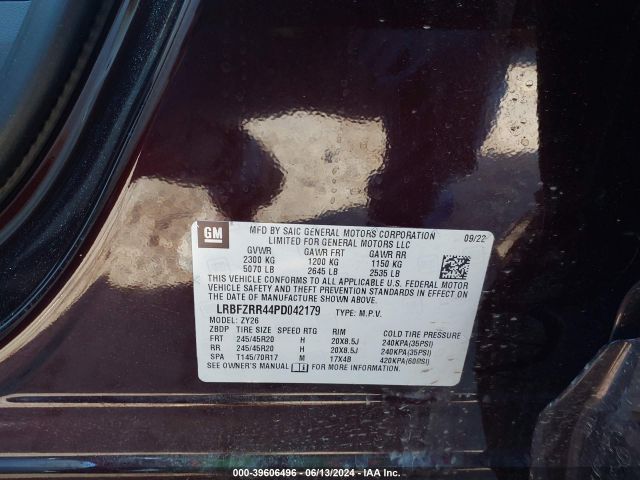 GM
MFD BY SAIC GENERAL MOTORS CORPORATION
LIMITED FOR GENERAL MOTORS LLC
09/22
GVWR GAWR FRT GAWR RR
2300 KG 1200 KG 1150 KG
5070 LB 2645 LB 2535 LB
THIS VEHICLE CONFORMS TO ALL APPLICABLE U.S. FEDERAL MOTOR
VEHICLE SAFETY AND THEFT PREVENTION STANDARDS IN EFFECT ON
THE DATE OF MANUFACTURE SHOWN ABOVE.
LRBFZRR44PD042179 TYPE: M.P.V.
MODEL: ZY26
ZBDP TIRE SIZE SPEED RTG RIM COLD TIRE PRESSURE
FRT 245/45R20 H 20X8.5J 240KPA(35PSI)
RR 245/45R20 H 20X8.5J 240KPA(35PSI)
SPA T145/70R17 M 17X4B 420KPA(60PSI)
SEE OWNER'S MANUAL FOR MORE INFORMATION.
000-39606496 - 06/13/2024 - IAA Inc.